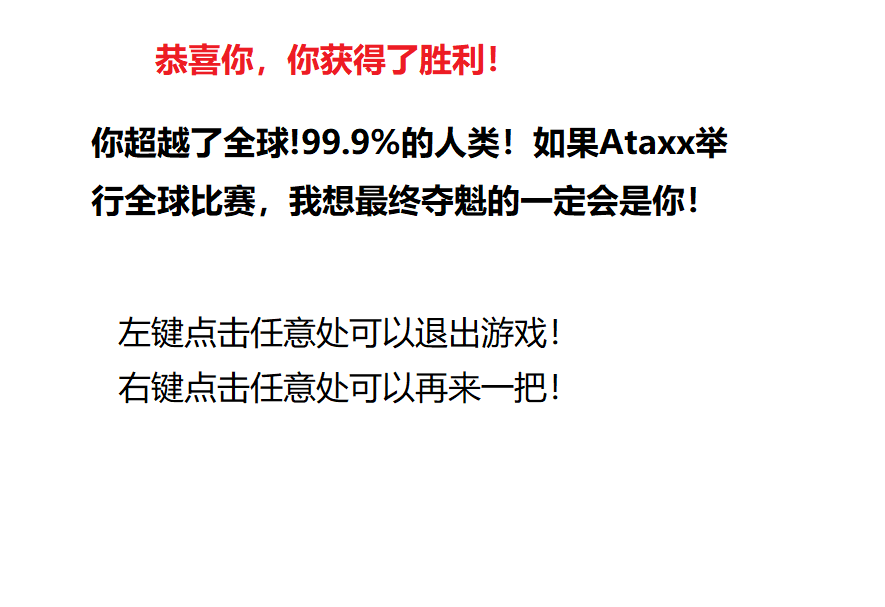 恭喜你，你获得了胜利！
你超越了全球!99.9%的人类！如果Ataxx举
行全球比赛，我想最终夺魁的一定会是你！
左键点击任意处可以退出游戏！
右键点击任意处可以再来一把！